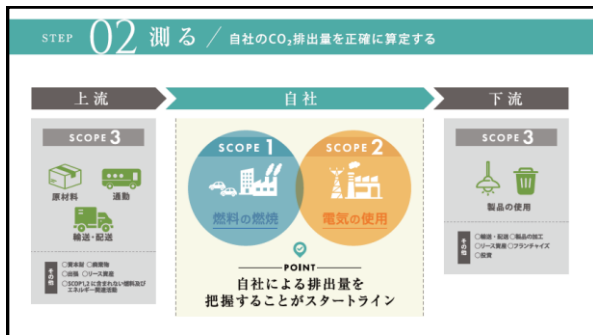 STEP 02 測る / 自社のCO₂排出量を正確に算定する
上流
自社
下流
SCOPE 3
原材料
通勤
輸送・配送
その他
○資本財 ○廃棄物
○出張 ○リース資産
○SCOP1,2に含まれない燃料及び
エネルギー関連活動
SCOPE 1
燃料の燃焼
SCOPE 2
電気の使用
POINT
自社による排出量を
把握することがスタートライン
SCOPE 3
製品の使用
その他
○輸送・配送 ○製品の加工
○リース資産 ○フランチャイズ
○投資